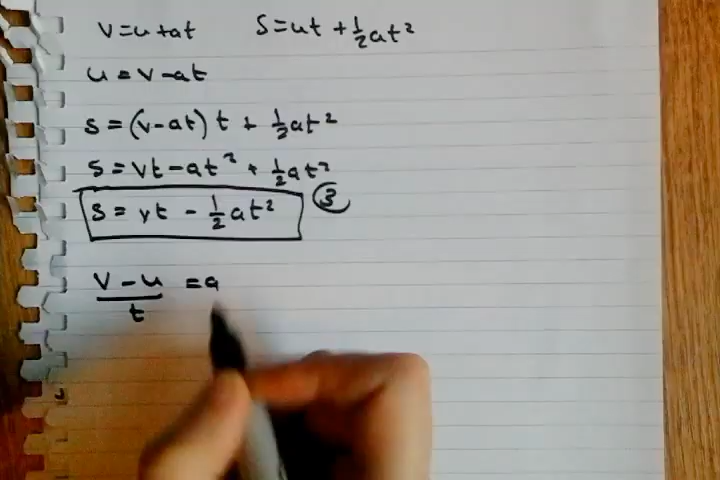 v=u+at s=ut+½at²
u=v-at
s=(v-at)t+½at²
s=vt-at²+½at²
s=vt-½at² ③
v-u/t =a